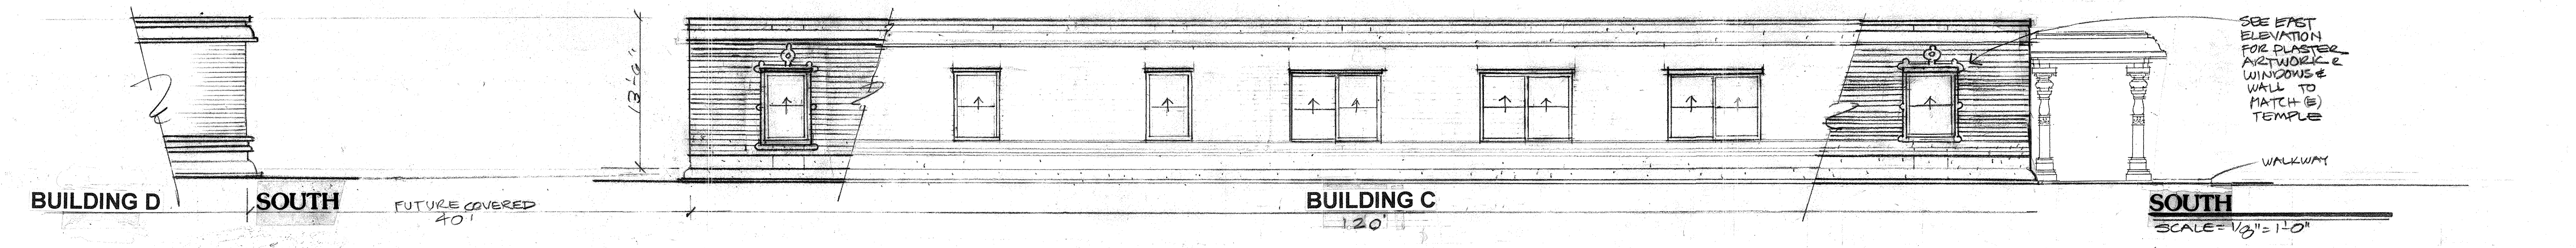 SEE EAST
ELEVATION
FOR PLASTER
ARTWORK &
WINDOWS &
WALL TO
MATCH (E)
TEMPLE
13'-6"
WALKWAY
BUILDING D
SOUTH
FUTURE COVERED
40'
BUILDING C
120'
SOUTH
SCALE = 1/8" = 1'-0"